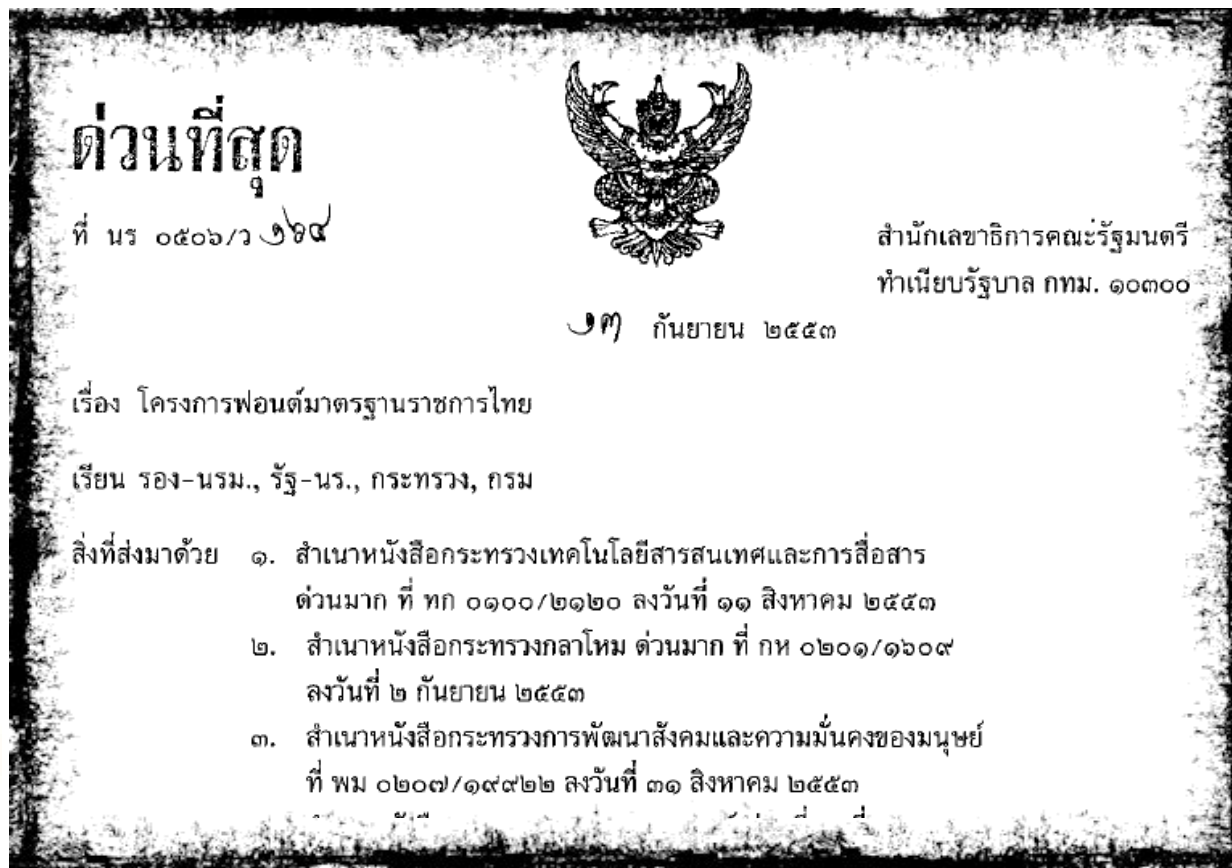 ด่วนที่สุด
ที่ นร ๐๕๐๖/ว ๑๖๔
สำนักเลขาธิการคณะรัฐมนตรี
ทำเนียบรัฐบาล กทม. ๑๐๓๐๐
๑๓ กันยายน ๒๕๕๓
เรื่อง โครงการฟอนต์มาตรฐานราชการไทย
เรียน รอง-นรม., รัฐ-นร., กระทรวง, กรม
สิ่งที่ส่งมาด้วย ๑. สำเนาหนังสือกระทรวงเทคโนโลยีสารสนเทศและการสื่อสาร
ด่วนมาก ที่ ทก ๐๑๐๐/๒๑๒๐ ลงวันที่ ๑๑ สิงหาคม ๒๕๕๓
๒. สำเนาหนังสือกระทรวงกลาโหม ด่วนมาก ที่ กห ๐๒๐๑/๑๖๐๙
ลงวันที่ ๒ กันยายน ๒๕๕๓
๓. สำเนาหนังสือกระทรวงการพัฒนาสังคมและความมั่นคงของมนุษย์
ที่ พม ๐๒๐๗/๑๙๙๒๒ ลงวันที่ ๓๑ สิงหาคม ๒๕๕๓